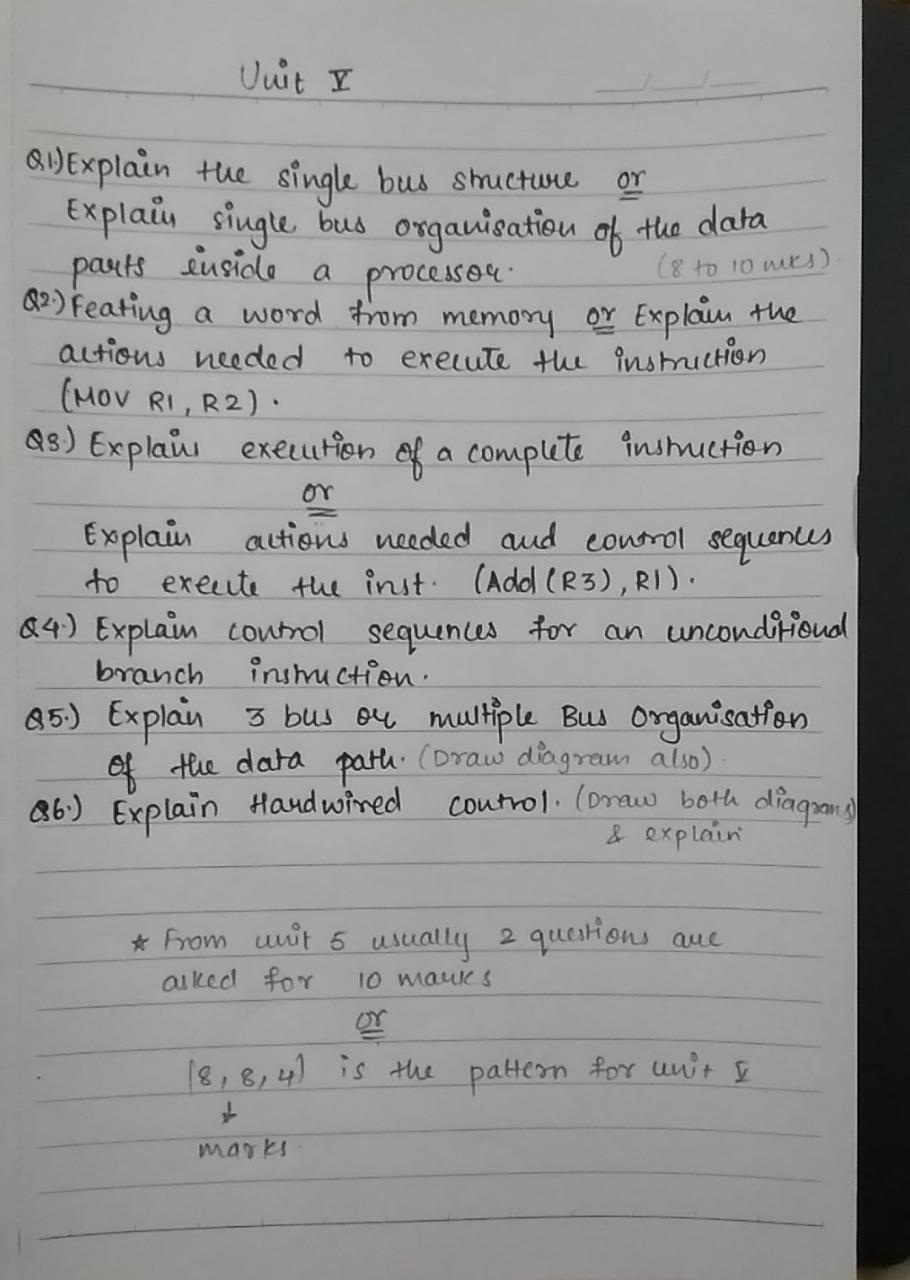 Unit V
Q1) Explain the single bus structure or
Explain single bus organisation of the data
parts inside a processor. (8 to 10 mks).
Q2.) Feating a word from memory or Explain the
actions needed to execute the instruction
(MOV R1, R2).
Q3.) Explain execution of a complete instruction
or
Explain actions needed and control sequences
to exeute the inst. (Add (R3), R1).
Q4.) Explain control sequences for an unconditional
branch instruction.
Q5.) Explain 3 bus or multiple Bus Organisation
of the data path. (Draw diagram also).
Q6.) Explain Hardwired control. (Draw both diagrams)
& explain
* From unit 5 usually 2 questions are
asked for 10 marks
or
(8, 8, 4) is the pattern for unit V
↓
marks.